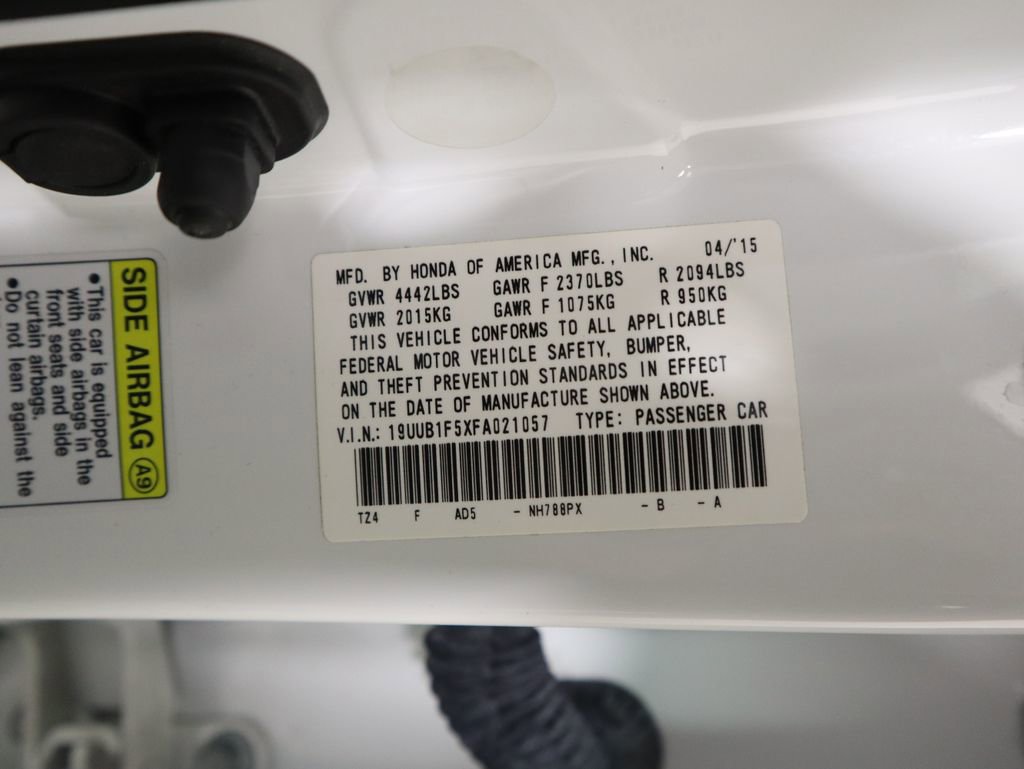 MFD. BY HONDA OF AMERICA MFG., INC. 04/'15
GVWR 4442LBS GAWR F 2370LBS R 2094LBS
GVWR 2015KG GAWR F 1075KG R 950KG
THIS VEHICLE CONFORMS TO ALL APPLICABLE
FEDERAL MOTOR VEHICLE SAFETY, BUMPER,
AND THEFT PREVENTION STANDARDS IN EFFECT
ON THE DATE OF MANUFACTURE SHOWN ABOVE.
V.I.N.: 19UUB1F5XFA021057 TYPE: PASSENGER CAR
TZ4 F AD5 - NH788PX - B - A
SIDE AIRBAG A9
• This car is equipped
with side airbags in the
front seats and side
curtain airbags.
• Do not lean against the